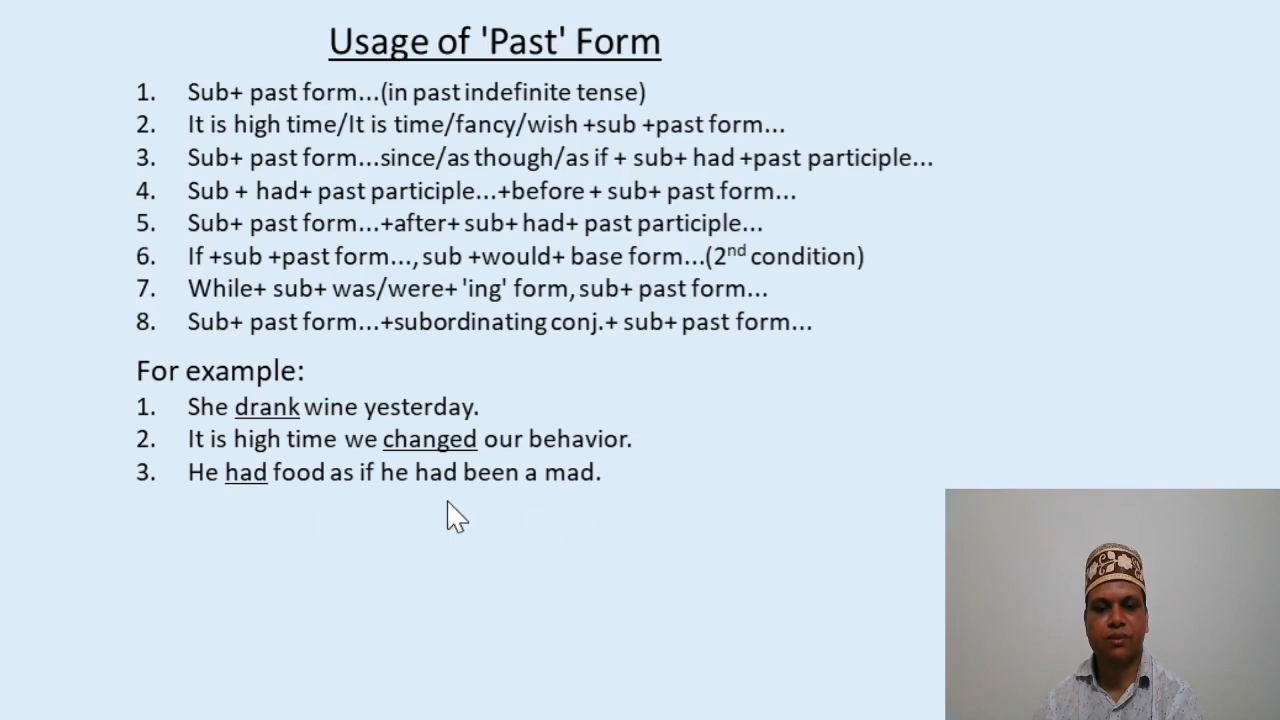 Usage of 'Past' Form
1. Sub+ past form...(in past indefinite tense)
2. It is high time/It is time/fancy/wish +sub +past form...
3. Sub+ past form...since/as though/as if + sub+ had +past participle...
4. Sub + had+ past participle...+before + sub+ past form...
5. Sub+ past form...+after+ sub+ had+ past participle...
6. If +sub +past form..., sub +would+ base form...(2nd condition)
7. While+ sub+ was/were+ 'ing' form, sub+ past form...
8. Sub+ past form...+subordinating conj.+ sub+ past form...
For example:
1. She drank wine yesterday.
2. It is high time we changed our behavior.
3. He had food as if he had been a mad.